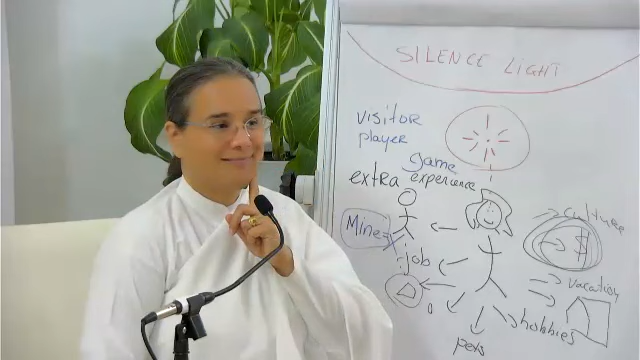 SILENCE LIGHT
visitor
player
game
extra experience
Mine
culture
$
job
vacation
hobbies
pets